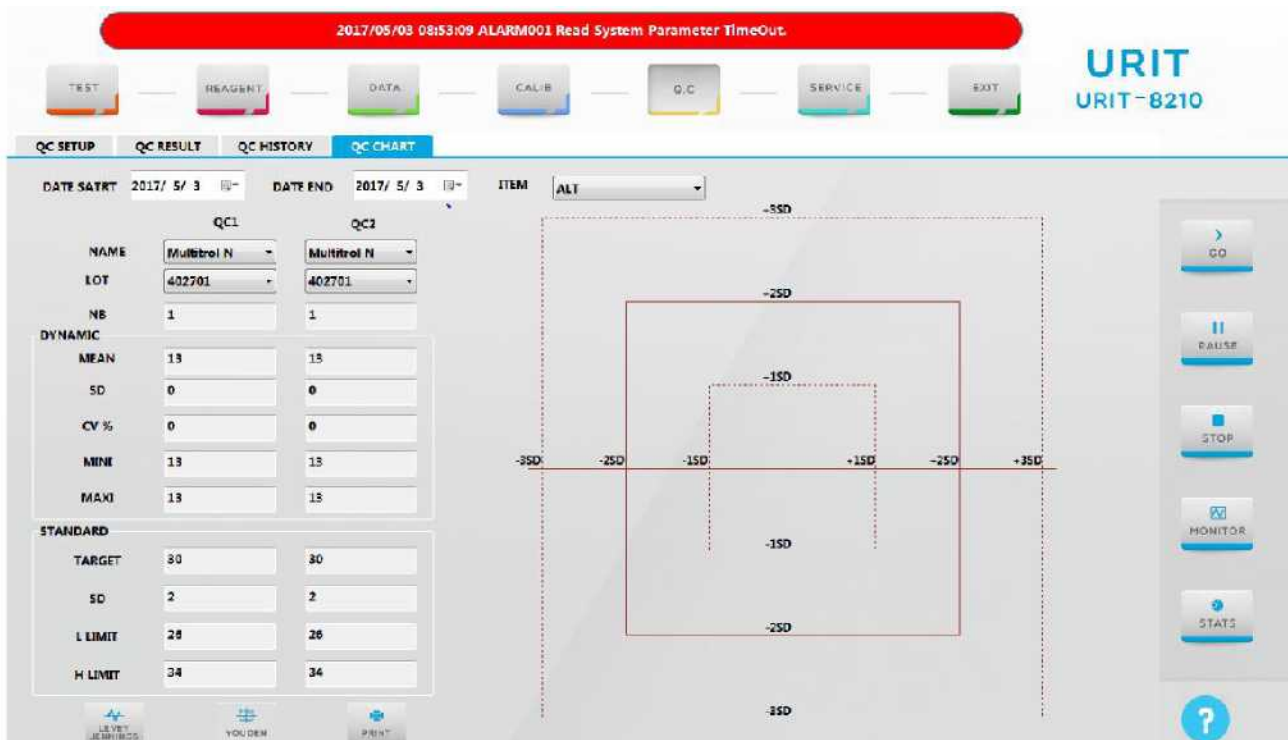 2017/05/03 08:53:09 ALARM001 Read System Parameter TimeOut.
TEST REAGENT DATA CALIB Q.C SERVICE EXIT
URIT
URIT-8210
QC SETUP QC RESULT QC HISTORY QC CHART
DATE SATRT 2017/ 5/ 3 DATE END 2017/ 5/ 3 ITEM ALT
QC1 QC2
NAME Multitrol N Multitrol N
LOT 402701 402701
NB 1 1
DYNAMIC
MEAN 13 13
SD 0 0
CV % 0 0
MINI 13 13
MAXI 13 13
STANDARD
TARGET 30 30
SD 2 2
L LIMIT 26 26
H LIMIT 34 34
LEVEY JENNINGS
YOUDEN
PRINT
-3SD
-2SD
-1SD
-3SD -2SD -1SD +1SD -2SD +3SD
-1SD
-2SD
-3SD
GO
PAUSE
STOP
MONITOR
STATS
?